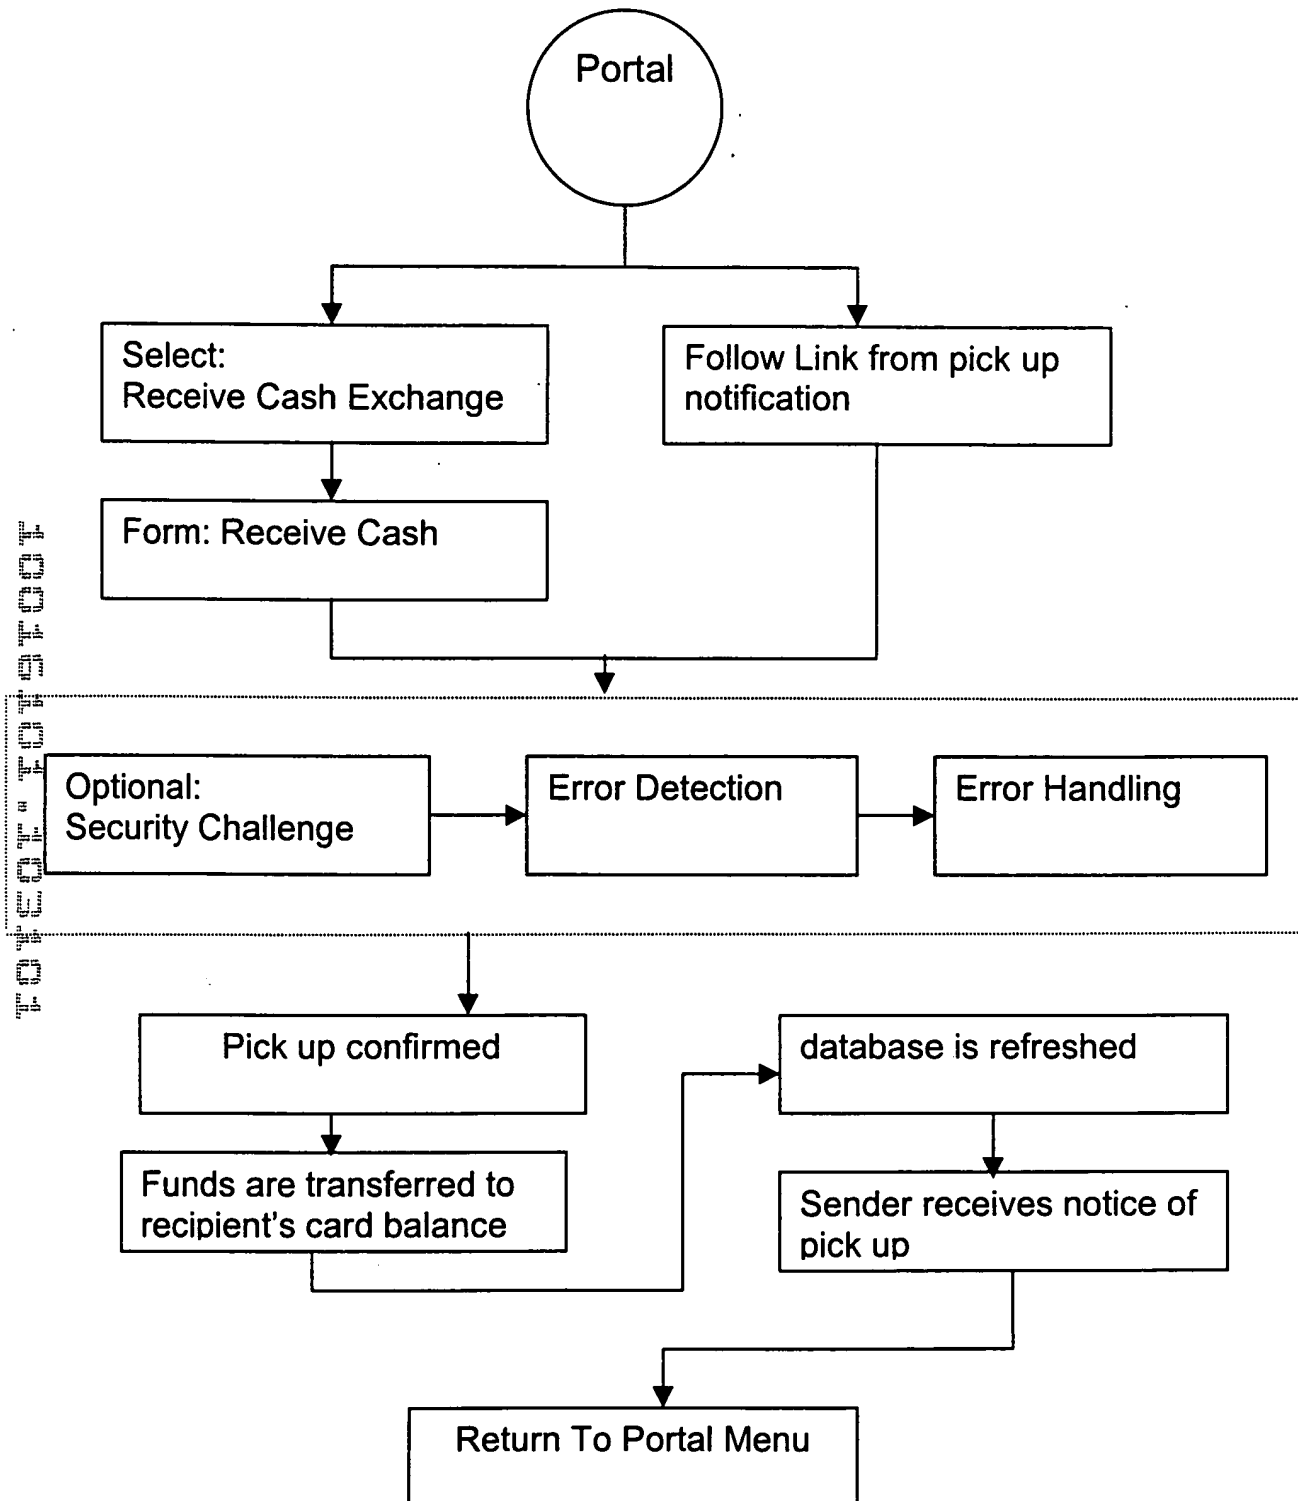 Portal
Select:
Receive Cash Exchange
Follow Link from pick up
notification
Form: Receive Cash
Optional:
Security Challenge
Error Detection
Error Handling
Pick up confirmed
database is refreshed
Funds are transferred to
recipient's card balance
Sender receives notice of
pick up
Return To Portal Menu